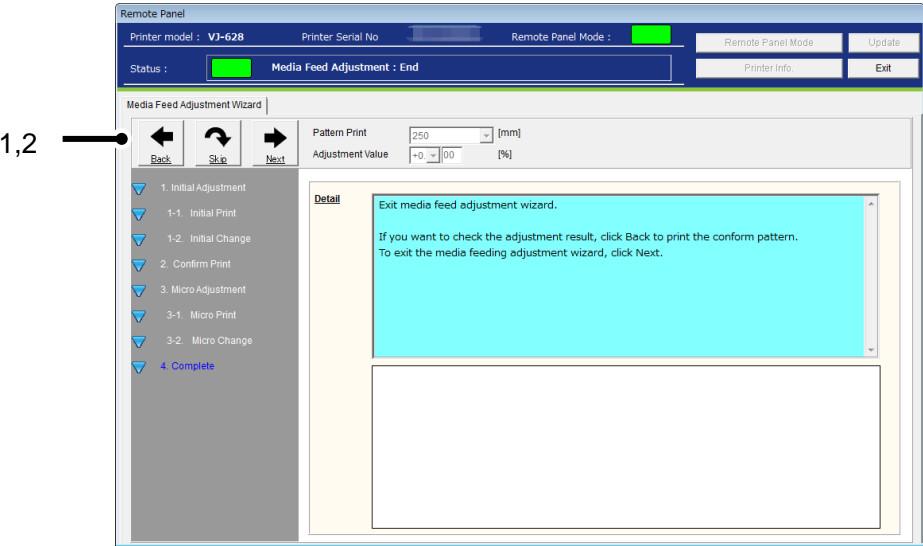 Remote Panel
Printer model : VJ-628 Printer Serial No Remote Panel Mode : Remote Panel Mode Update
Status : Media Feed Adjustment : End Printer Info. Exit
Media Feed Adjustment Wizard
1,2
Back Skip Next
Pattern Print 250 [mm]
Adjustment Value +0. 00 [%]
1. Initial Adjustment
1-1. Initial Print
1-2. Initial Change
2. Confirm Print
3. Micro Adjustment
3-1. Micro Print
3-2. Micro Change
4. Complete
Detail
Exit media feed adjustment wizard.
If you want to check the adjustment result, click Back to print the conform pattern.
To exit the media feeding adjustment wizard, click Next.